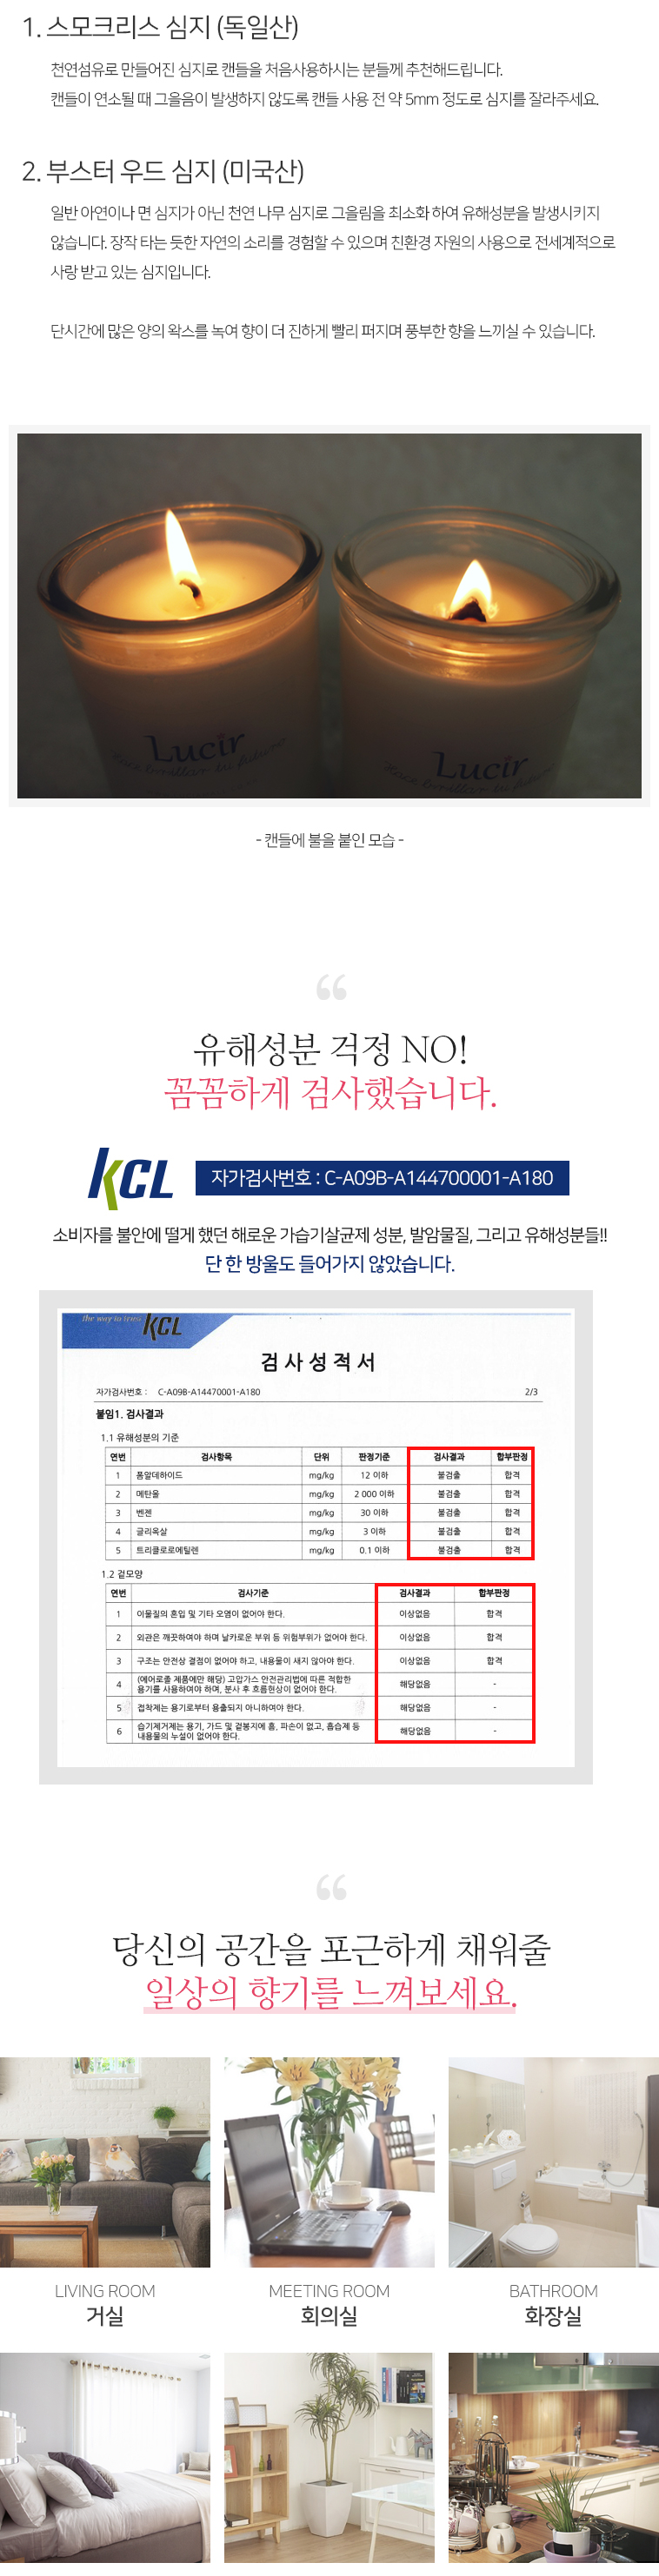 1. 스모크리스 심지 (독일산)
천연섬유로 만들어진 심지로 캔들을 처음사용하시는 분들께 추천해드립니다.
캔들이 연소될 때 그을음이 발생하지 않도록 캔들 사용 전 약 5mm 정도로 심지를 잘라주세요.
2. 부스터 우드 심지 (미국산)
일반 아연이나 면 심지가 아닌 천연 나무 심지로 그을림을 최소화 하여 유해성분을 발생시키지
않습니다. 장작 타는 듯한 자연의 소리를 경험할 수 있으며 친환경 자원의 사용으로 전세계적으로
사랑 받고 있는 심지입니다.
단시간에 많은 양의 왁스를 녹여 향이 더 진하게 빨리 퍼지며 풍부한 향을 느끼실 수 있습니다.
Lucir
Lucir
- 캔들에 불을 붙인 모습 -
“
유해성분 걱정 NO!
꼼꼼하게 검사했습니다.
KCL 자가검사번호 : C-A09B-A144700001-A180
소비자를 불안에 떨게 했던 해로운 가습기살균제 성분, 발암물질, 그리고 유해성분들!!
단 한 방울도 들어가지 않았습니다.
the way to trust KCL
검사성적서
자가검사번호 : C-A09B-A14470001-A180 2/3
붙임1. 검사결과
1.1 유해성분의 기준
연번 검사항목 단위 판정기준 검사결과 합부판정
1 폼알데하이드 mg/kg 12 이하 불검출 합격
2 메탄올 mg/kg 2 000 이하 불검출 합격
3 벤젠 mg/kg 30 이하 불검출 합격
4 글리옥살 mg/kg 3 이하 불검출 합격
5 트리클로로에틸렌 mg/kg 0.1 이하 불검출 합격
1.2 겉모양
연번 검사기준 검사결과 합부판정
1 이물질의 혼입 및 기타 오염이 없어야 한다. 이상없음 합격
2 외관은 깨끗하여야 하며 날카로운 부위 등 위험부위가 없어야 한다. 이상없음 합격
3 구조는 안전상 결점이 없어야 하고, 내용물이 새지 않아야 한다. 이상없음 합격
4 (에어로졸 제품에만 해당) 고압가스 안전관리법에 따른 적합한
용기를 사용하여야 하며, 분사 후 흐름현상이 없어야 한다. 해당없음 -
5 접착제는 용기로부터 용출되지 아니하여야 한다. 해당없음 -
6 습기제거제는 용기, 가드 및 겉봉지에 흠, 파손이 없고, 흡습제 등
내용물의 누설이 없어야 한다. 해당없음 -
“
당신의 공간을 포근하게 채워줄
일상의 향기를 느껴보세요.
LIVING ROOM
거실
MEETING ROOM
회의실
BATHROOM
화장실